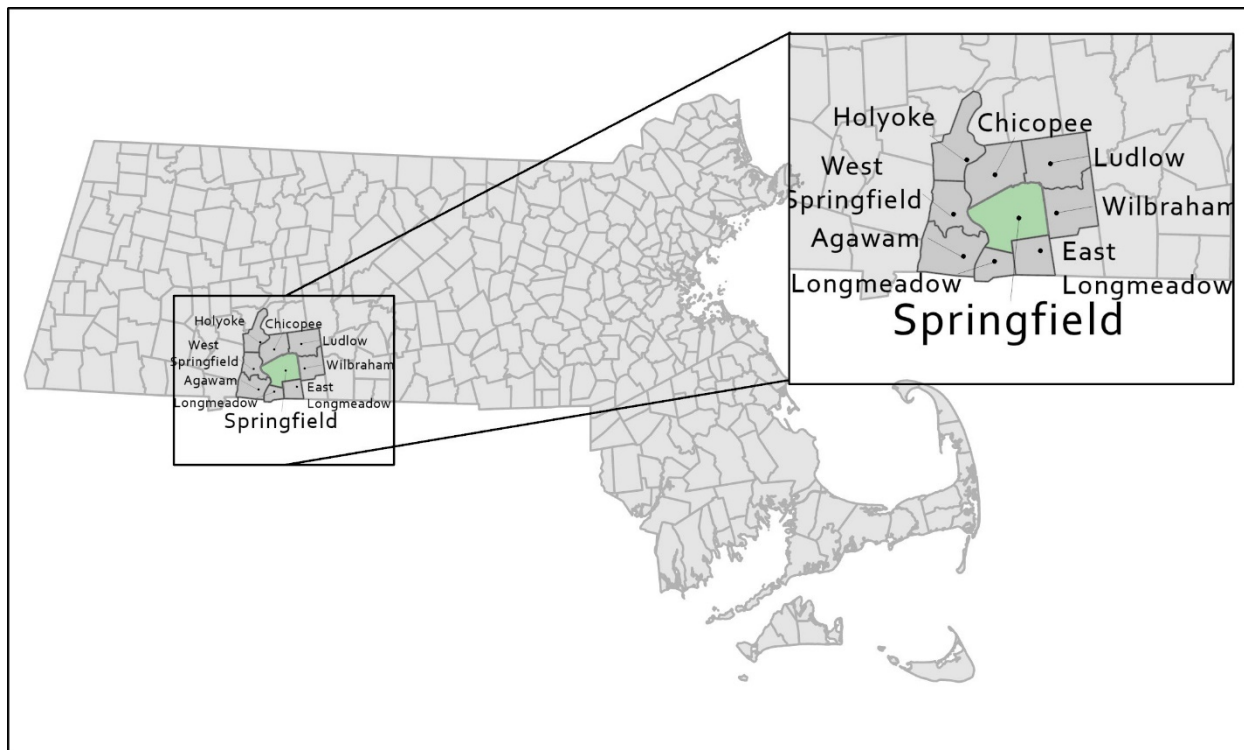 Holyoke
Chicopee
West
Springfield
Ludlow
Wilbraham
Agawam
East
Longmeadow
Longmeadow
Springfield
Holyoke
Chicopee
West
Springfield
Ludlow
Wilbraham
Agawam
East
Longmeadow
Longmeadow
Springfield